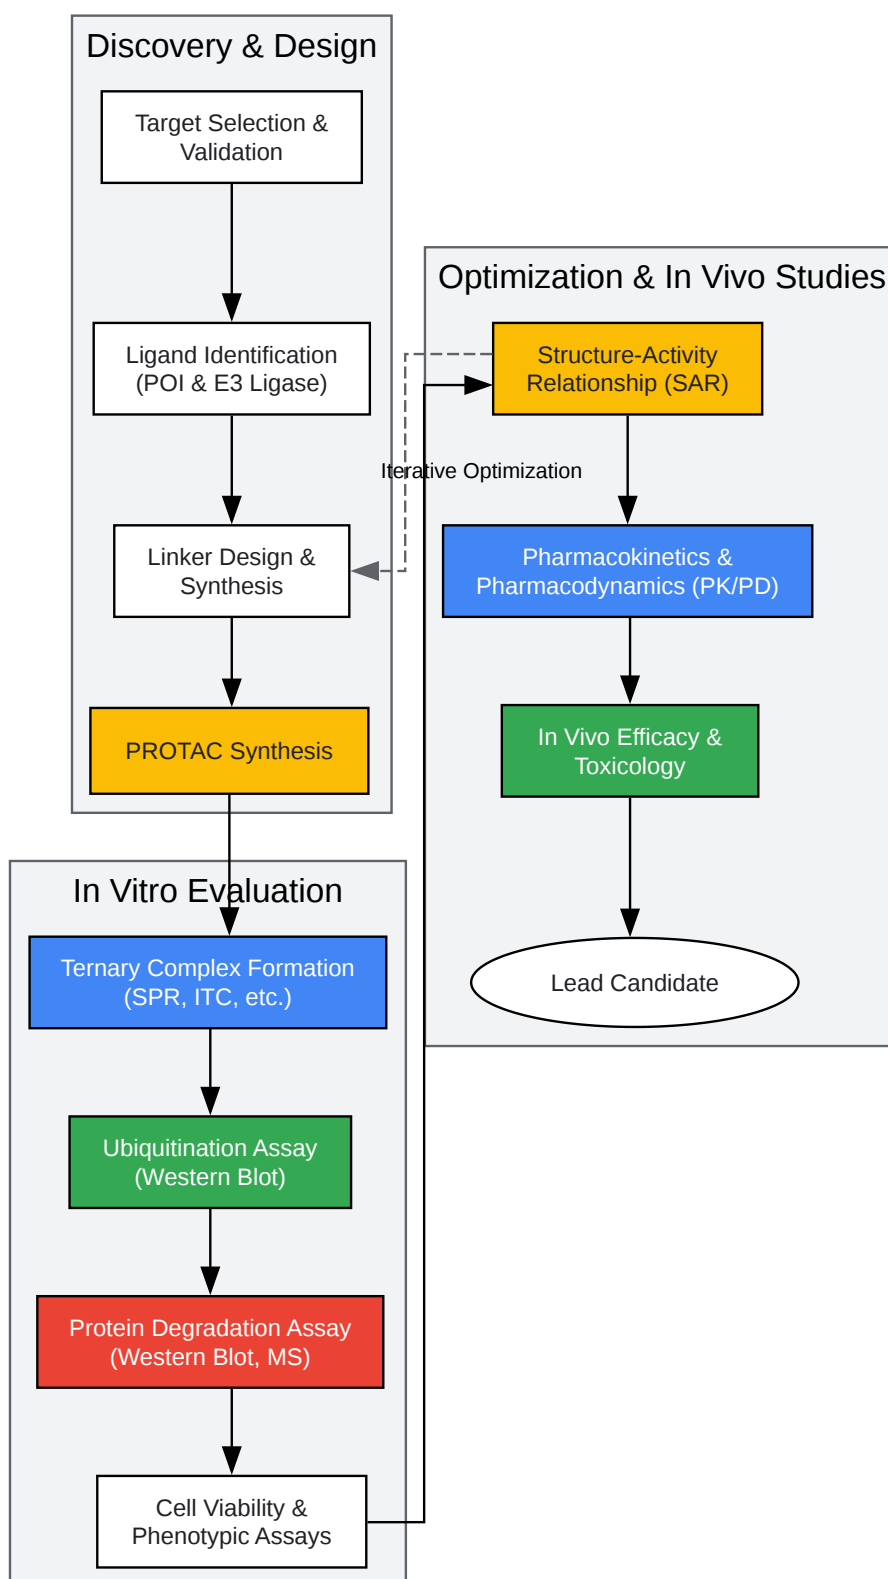 Discovery & Design
Target Selection &
Validation
Ligand Identification
(POI & E3 Ligase)
Linker Design &
Synthesis
PROTAC Synthesis
In Vitro Evaluation
Ternary Complex Formation
(SPR, ITC, etc.)
Ubiquitination Assay
(Western Blot)
Protein Degradation Assay
(Western Blot, MS)
Cell Viability &
Phenotypic Assays
Optimization & In Vivo Studies
Structure-Activity
Relationship (SAR)
Iterative Optimization
Pharmacokinetics &
Pharmacodynamics (PK/PD)
In Vivo Efficacy &
Toxicology
Lead Candidate